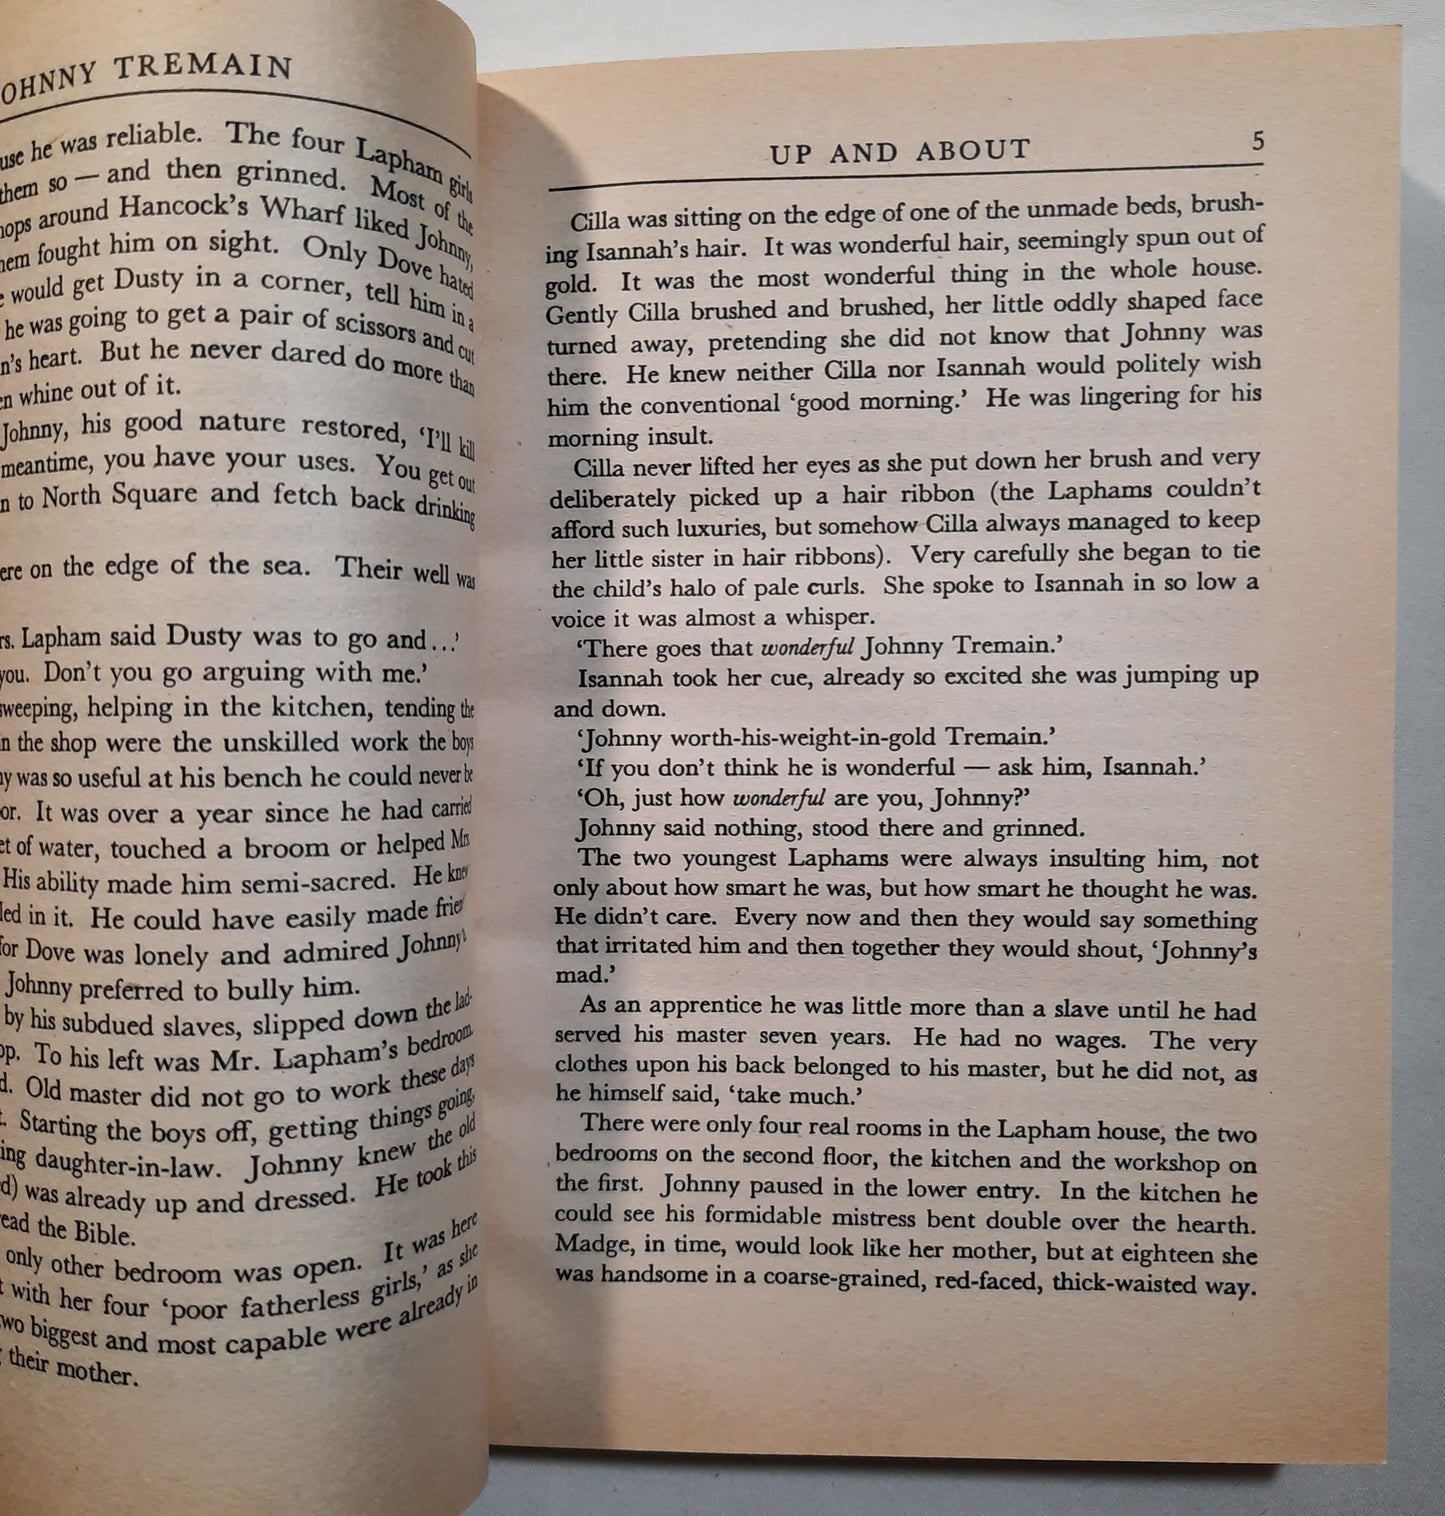 OHNNY TREMAIN
use he was reliable. The four Lapham girls
them so — and then grinned. Most of the
hops around Hancock's Wharf liked Johnny,
hem fought him on sight. Only Dove hated
would get Dusty in a corner, tell him in a
he was going to get a pair of scissors and cut
n's heart. But he never dared do more than
en whine out of it.
Johnny, his good nature restored, ‘I'll kill
meantime, you have your uses. You get out
n to North Square and fetch back drinking
ere on the edge of the sea. Their well was
rs. Lapham said Dusty was to go and...’
you. Don't you go arguing with me.’
sweeping, helping in the kitchen, tending the
n the shop were the unskilled work the boys
ny was so useful at his bench he could never be
or. It was over a year since he had carried
et of water, touched a broom or helped Mrs
His ability made him semi-sacred. He knew
led in it. He could have easily made frien
for Dove was lonely and admired Johnny's
Johnny preferred to bully him.
by his subdued slaves, slipped down the lad-
op. To his left was Mr. Lapham's bedroom.
d. Old master did not go to work these days
t. Starting the boys off, getting things going,
ing daughter-in-law. Johnny knew the old
d) was already up and dressed. He took this
read the Bible.
only other bedroom was open. It was here
t with her four ‘poor fatherless girls,’ as she
wo biggest and most capable were already in
their mother.
UP AND ABOUT 5
Cilla was sitting on the edge of one of the unmade beds, brush-
ing Isannah's hair. It was wonderful hair, seemingly spun out of
gold. It was the most wonderful thing in the whole house.
Gently Cilla brushed and brushed, her little oddly shaped face
turned away, pretending she did not know that Johnny was
there. He knew neither Cilla nor Isannah would politely wish
him the conventional ‘good morning.’ He was lingering for his
morning insult.
Cilla never lifted her eyes as she put down her brush and very
deliberately picked up a hair ribbon (the Laphams couldn't
afford such luxuries, but somehow Cilla always managed to keep
her little sister in hair ribbons). Very carefully she began to tie
the child's halo of pale curls. She spoke to Isannah in so low a
voice it was almost a whisper.
‘There goes that wonderful Johnny Tremain.’
Isannah took her cue, already so excited she was jumping up
and down.
‘Johnny worth-his-weight-in-gold Tremain.’
‘If you don't think he is wonderful — ask him, Isannah.’
‘Oh, just how wonderful are you, Johnny?’
Johnny said nothing, stood there and grinned.
The two youngest Laphams were always insulting him, not
only about how smart he was, but how smart he thought he was.
He didn't care. Every now and then they would say something
that irritated him and then together they would shout, ‘Johnny's
mad.’
As an apprentice he was little more than a slave until he had
served his master seven years. He had no wages. The very
clothes upon his back belonged to his master, but he did not, as
he himself said, ‘take much.’
There were only four real rooms in the Lapham house, the two
bedrooms on the second floor, the kitchen and the workshop on
the first. Johnny paused in the lower entry. In the kitchen he
could see his formidable mistress bent double over the hearth.
Madge, in time, would look like her mother, but at eighteen she
was handsome in a coarse-grained, red-faced, thick-waisted way.